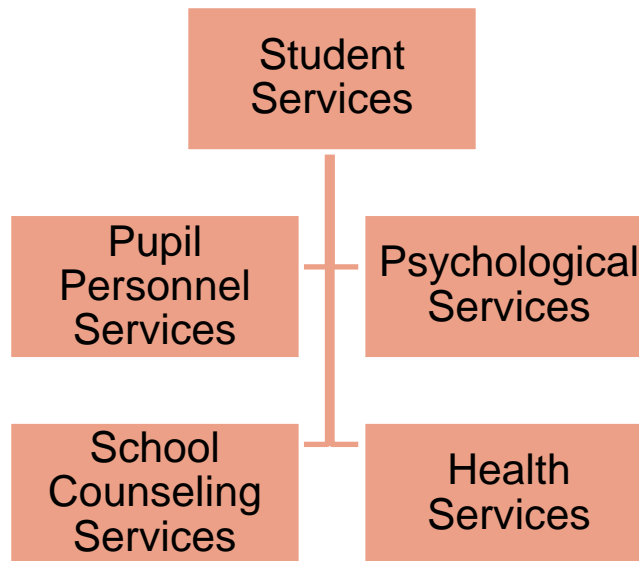 Student
Services
Pupil
Personnel
Services
Psychological
Services
School
Counseling
Services
Health
Services